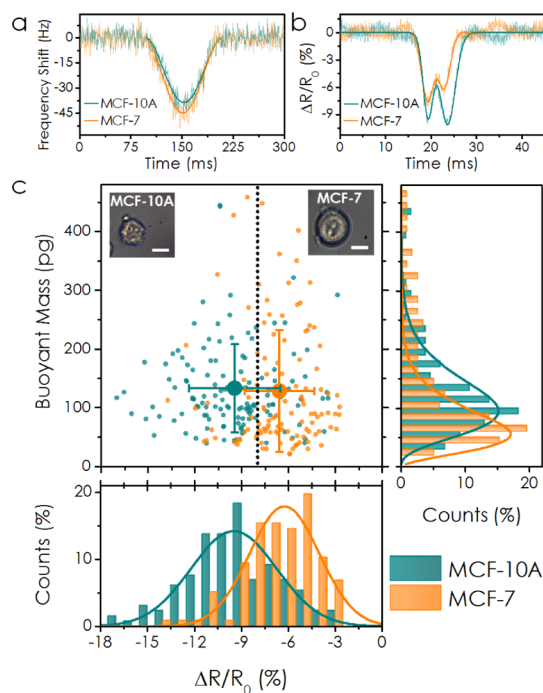 a
Frequency Shift (Hz)
0
-15
-30
-45
MCF-10A
MCF-7
0 75 150 225 300
Time (ms)
b
ΔR/R0 (%)
0
-3
-6
-9
MCF-10A
MCF-7
0 10 20 30 40
Time (ms)
c
MCF-10A
MCF-7
Buoyant Mass (pg)
400
300
200
100
0
0 5 10 15 20
Counts (%)
Counts (%)
20
10
0
-18 -15 -12 -9 -6 -3 0
ΔR/R0 (%)
MCF-10A
MCF-7